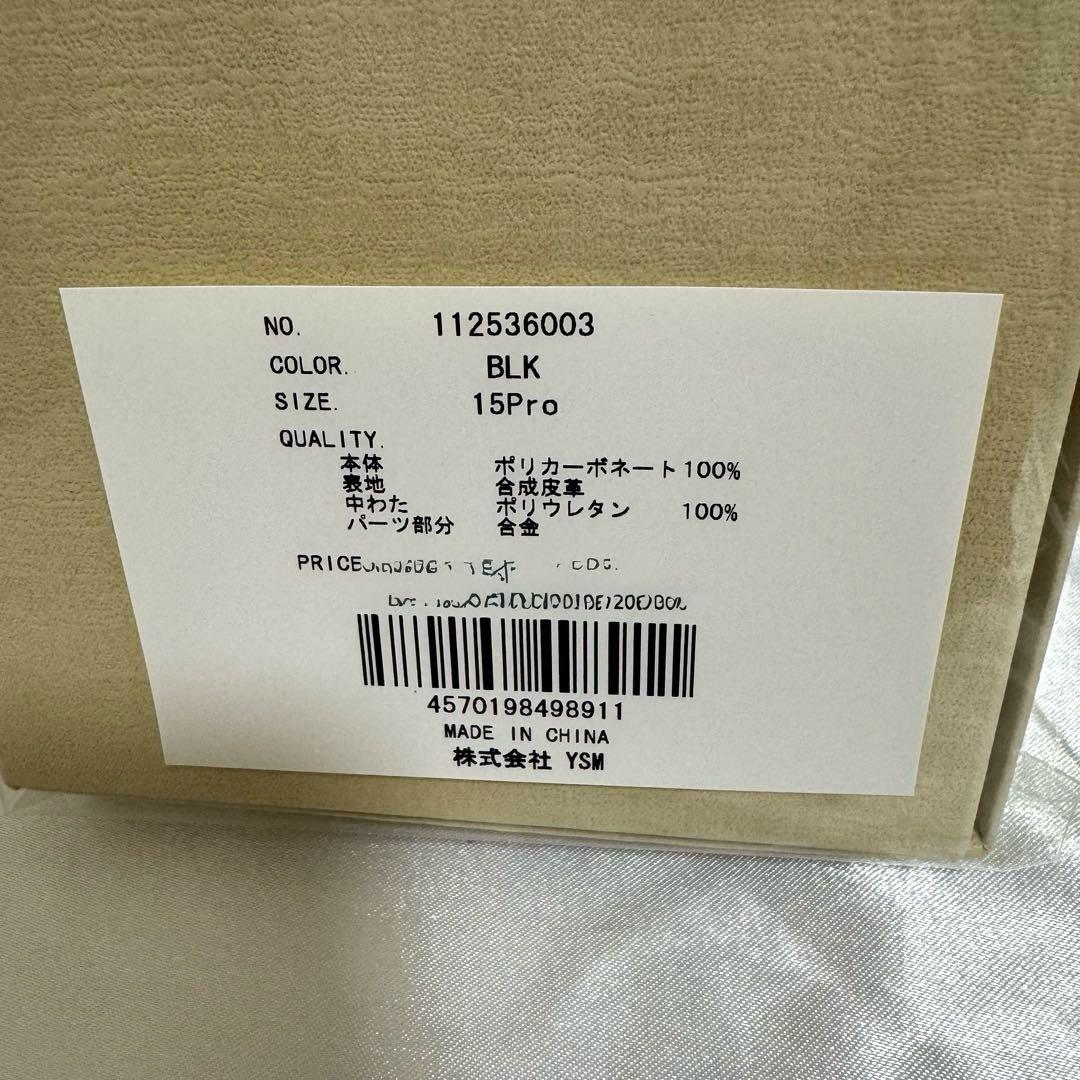 NO. 112536003
COLOR. BLK
SIZE. 15Pro
QUALITY.
本体 ポリカーボネート100%
表地 合成皮革
中わた ポリウレタン 100%
パーツ部分 合金
PRICE
4570198498911
MADE IN CHINA
株式会社 YSM